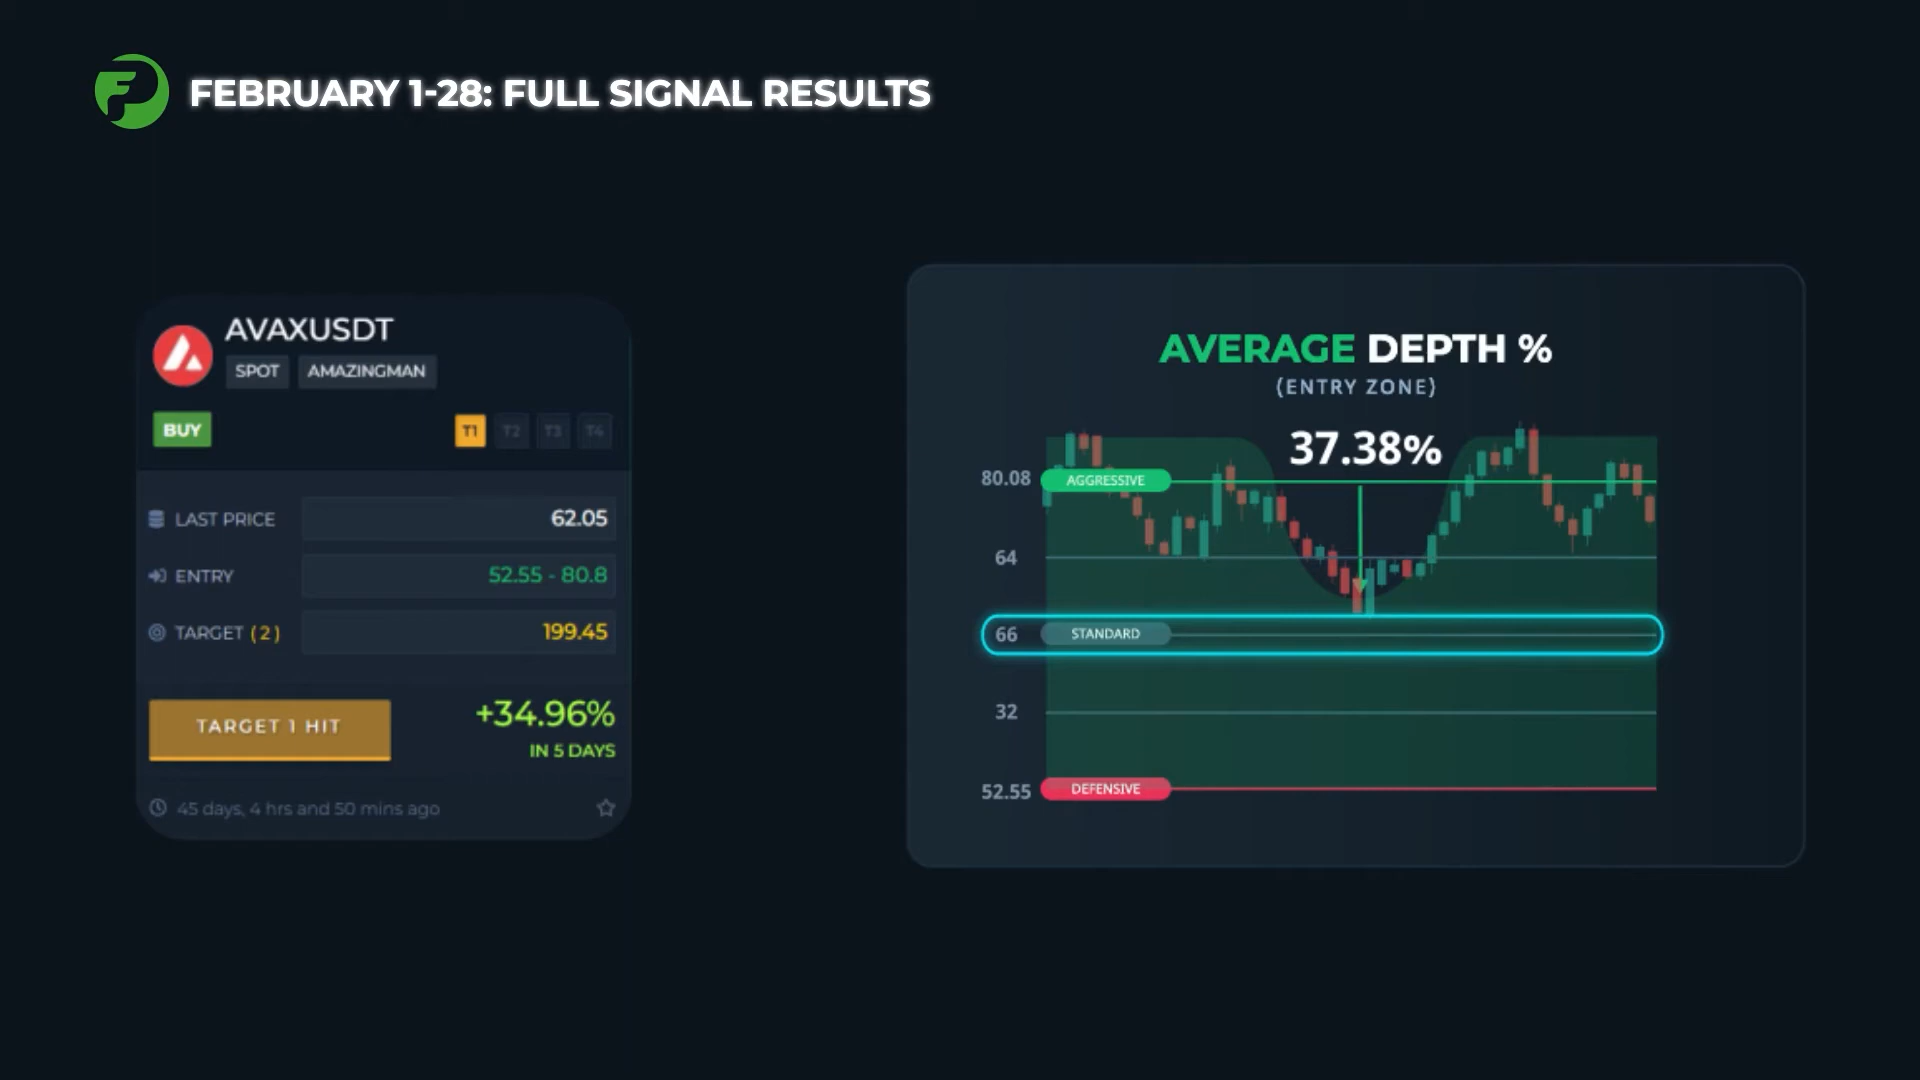 FEBRUARY 1-28: FULL SIGNAL RESULTS
AVAXUSDT
SPOT AMAZINGMAN
BUY T1 T2 T3 T4
LAST PRICE 62.05
ENTRY 52.55 - 80.8
TARGET (2) 199.45
TARGET 1 HIT +34.96%
IN 5 DAYS
45 days, 4 hrs and 50 mins ago
AVERAGE DEPTH %
(ENTRY ZONE)
37.38%
80.08 AGGRESSIVE
64
66 STANDARD
32
52.55 DEFENSIVE